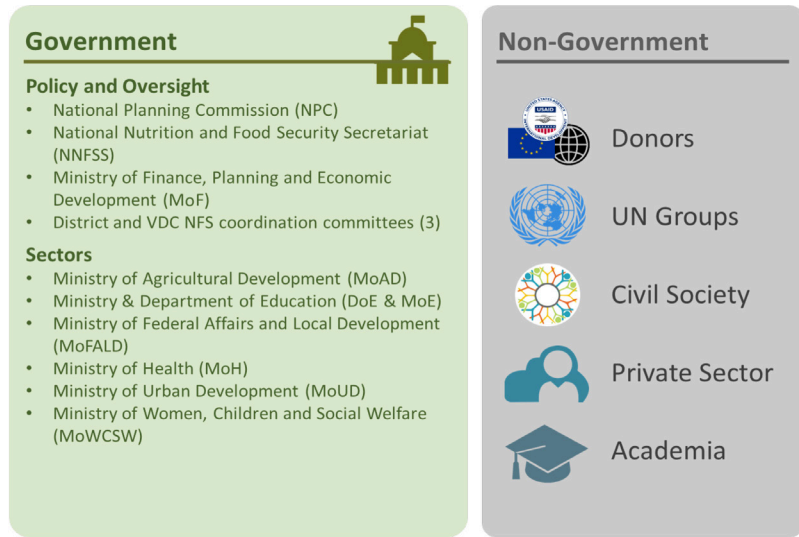 Government
Policy and Oversight
• National Planning Commission (NPC)
• National Nutrition and Food Security Secretariat
(NNFSS)
• Ministry of Finance, Planning and Economic
Development (MoF)
• District and VDC NFS coordination committees (3)
Sectors
• Ministry of Agricultural Development (MoAD)
• Ministry & Department of Education (DoE & MoE)
• Ministry of Federal Affairs and Local Development
(MoFALD)
• Ministry of Health (MoH)
• Ministry of Urban Development (MoUD)
• Ministry of Women, Children and Social Welfare
(MoWCSW)
Non-Government
USAID
Donors
UN Groups
Civil Society
Private Sector
Academia